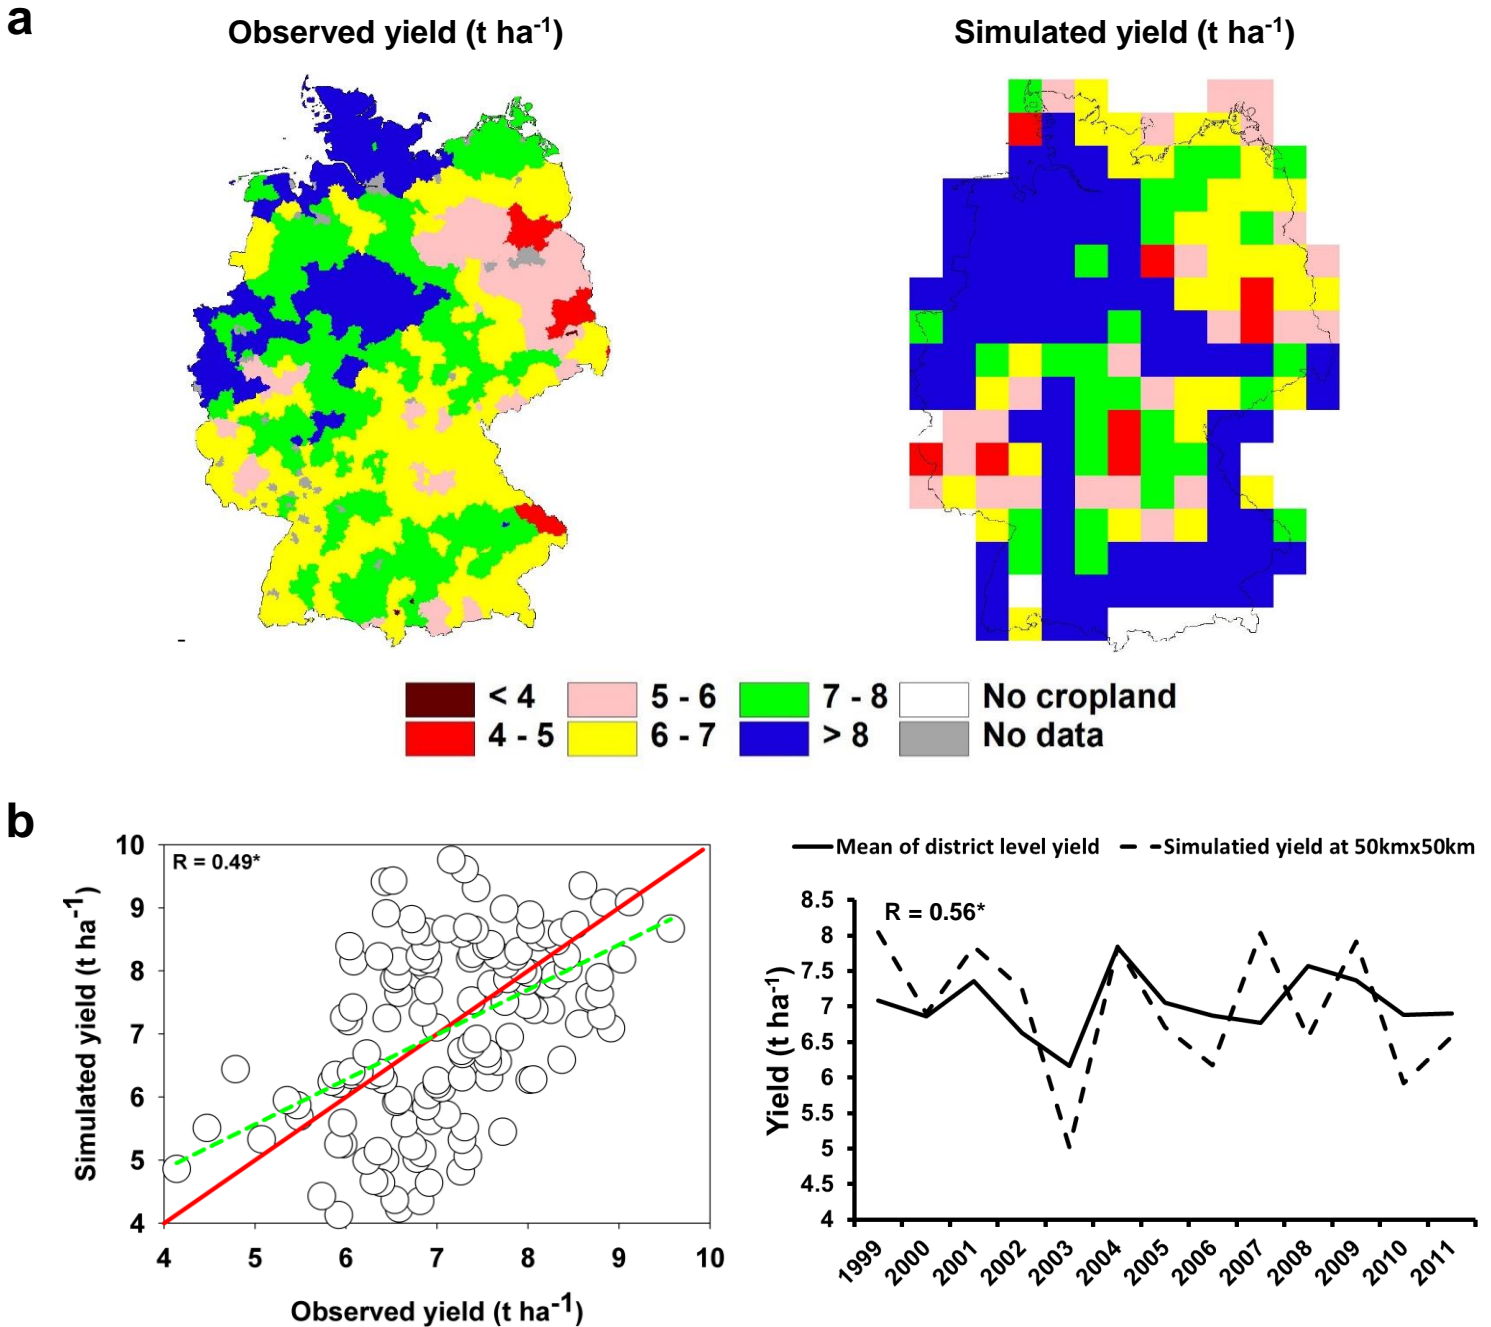 a
Observed yield (t ha-1)
Simulated yield (t ha-1)
< 4
5 - 6
7 - 8
No cropland
4 - 5
6 - 7
> 8
No data
b
R = 0.49*
Simulated yield (t ha-1)
10
9
8
7
6
5
4
4 5 6 7 8 9 10
Observed yield (t ha-1)
Mean of district level yield
Simulatied yield at 50kmx50km
R = 0.56*
Yield (t ha-1)
8.5
8
7.5
7
6.5
6
5.5
5
4.5
4
1999 2000 2001 2002 2003 2004 2005 2006 2007 2008 2009 2010 2011